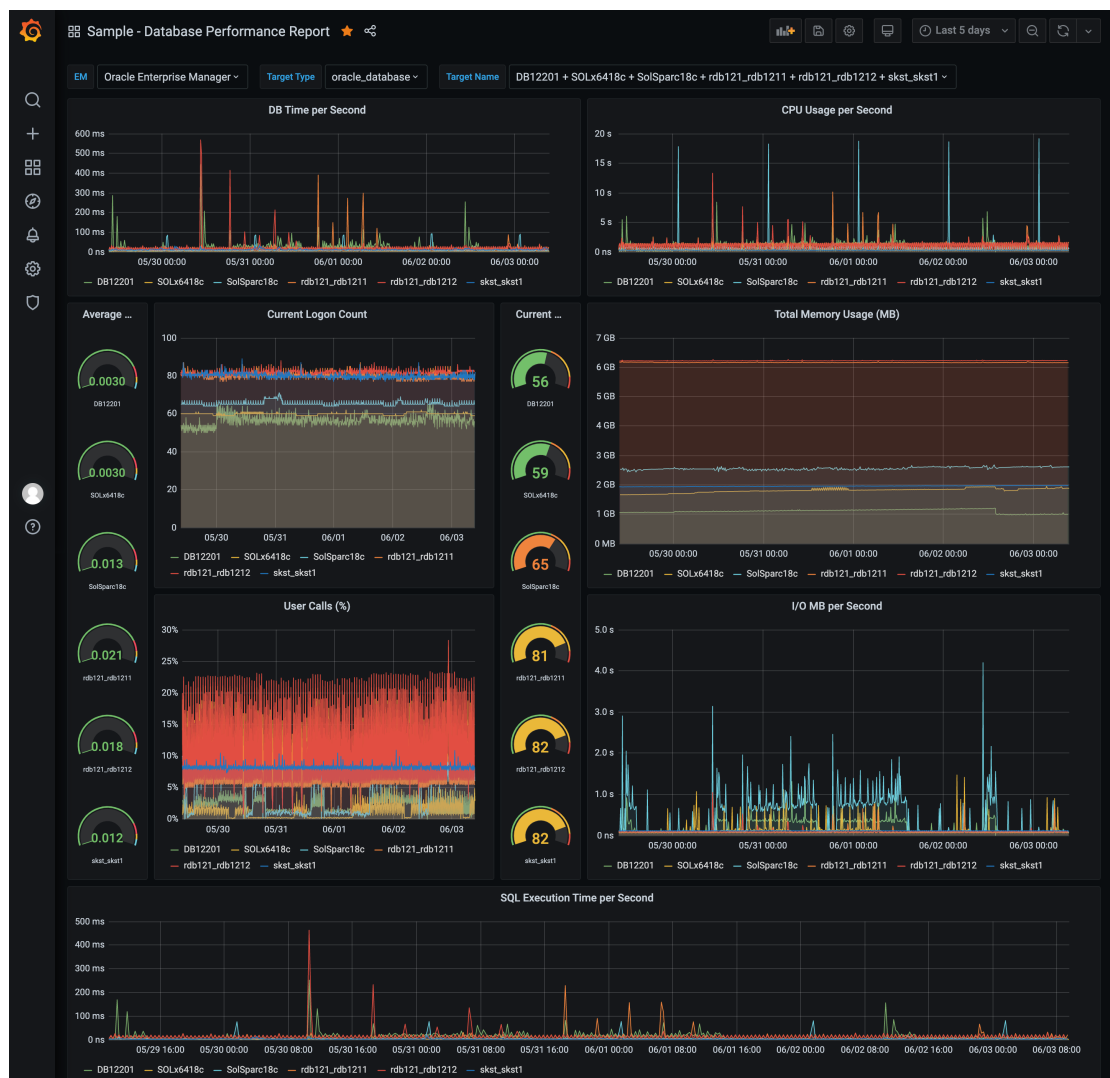 Sample - Database Performance Report
Last 5 days
EM Oracle Enterprise Manager Target Type oracle_database Target Name DB12201 + SOLx6418c + SolSparc18c + rdb121_rdb1211 + rdb121_rdb1212 + skst_skst1
DB Time per Second
600 ms
500 ms
400 ms
300 ms
200 ms
100 ms
0 ns
05/30 00:00 05/31 00:00 06/01 00:00 06/02 00:00 06/03 00:00
DB12201 SOLx6418c SolSparc18c rdb121_rdb1211 rdb121_rdb1212 skst_skst1
CPU Usage per Second
20 s
15 s
10 s
5 s
0 ns
05/30 00:00 05/31 00:00 06/01 00:00 06/02 00:00 06/03 00:00
DB12201 SOLx6418c SolSparc18c rdb121_rdb1211 rdb121_rdb1212 skst_skst1
Average ...
0.0030
DB12201
0.0030
SOLx6418c
0.013
SolSparc18c
0.021
rdb121_rdb1211
0.018
rdb121_rdb1212
0.012
skst_skst1
Current Logon Count
100
80
60
40
20
0
05/30 05/31 06/01 06/02 06/03
DB12201 SOLx6418c SolSparc18c rdb121_rdb1211
rdb121_rdb1212 skst_skst1
User Calls (%)
30%
25%
20%
15%
10%
5%
0%
05/30 05/31 06/01 06/02 06/03
DB12201 SOLx6418c SolSparc18c rdb121_rdb1211
rdb121_rdb1212 skst_skst1
Current ...
56
DB12201
59
SOLx6418c
65
SolSparc18c
81
rdb121_rdb1211
82
rdb121_rdb1212
82
skst_skst1
Total Memory Usage (MB)
7 GB
6 GB
5 GB
4 GB
3 GB
2 GB
1 GB
0 MB
05/30 00:00 05/31 00:00 06/01 00:00 06/02 00:00 06/03 00:00
DB12201 SOLx6418c SolSparc18c rdb121_rdb1211 rdb121_rdb1212 skst_skst1
I/O MB per Second
5.0 s
4.0 s
3.0 s
2.0 s
1.0 s
0 ns
05/30 00:00 05/31 00:00 06/01 00:00 06/02 00:00 06/03 00:00
DB12201 SOLx6418c SolSparc18c rdb121_rdb1211 rdb121_rdb1212 skst_skst1
SQL Execution Time per Second
500 ms
400 ms
300 ms
200 ms
100 ms
0 ns
05/29 16:00 05/30 00:00 05/30 08:00 05/30 16:00 05/31 00:00 05/31 08:00 05/31 16:00 06/01 00:00 06/01 08:00 06/01 16:00 06/02 00:00 06/02 08:00 06/02 16:00 06/03 00:00 06/03 08:00
DB12201 SOLx6418c SolSparc18c rdb121_rdb1211 rdb121_rdb1212 skst_skst1